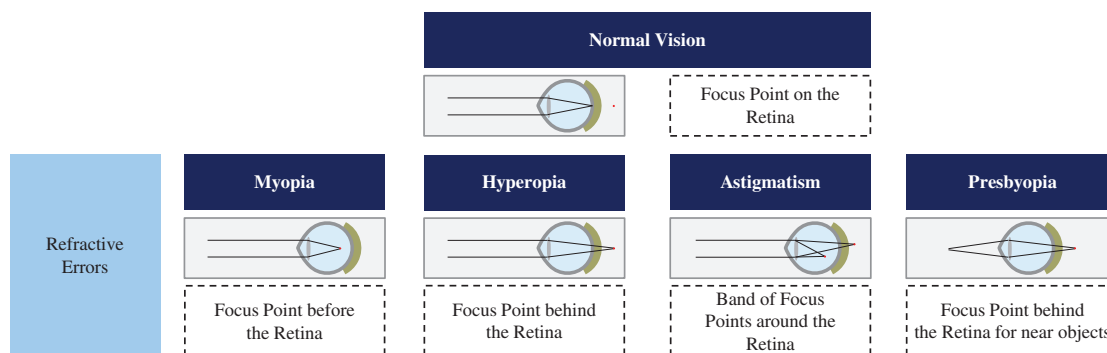 Normal Vision
Focus Point on the
Retina
Refractive
Errors
Myopia
Hyperopia
Astigmatism
Presbyopia
Focus Point before
the Retina
Focus Point behind
the Retina
Band of Focus
Points around the
Retina
Focus Point behind
the Retina for near objects